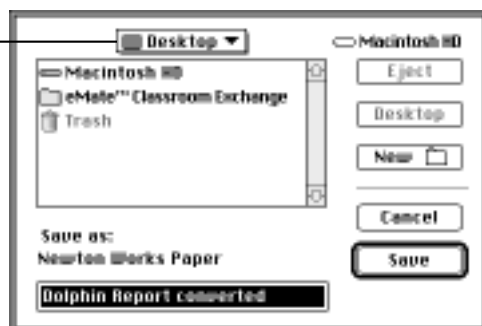 Desktop
Macintosh HD
Macintosh HD
eMate™ Classroom Exchange
Trash
Eject
Desktop
New
Cancel
Save
Save as:
Newton Works Paper
Dolphin Report converted